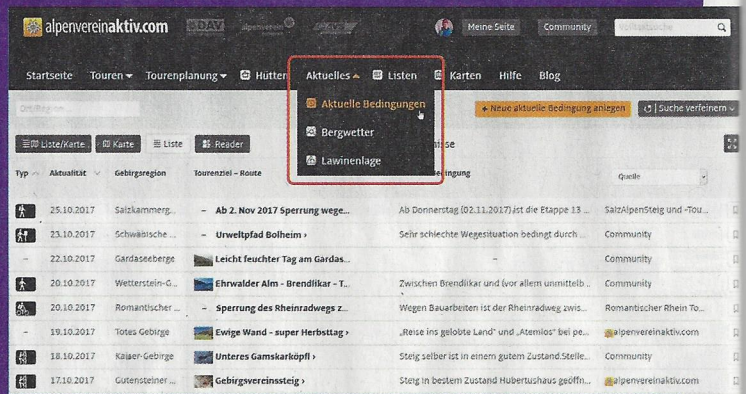 alpenvereinaktiv.com DAV alpenverein Meine Seite Community Volltextsuche
Startseite Touren Tourenplanung Hütten Aktuelles Listen Karten Hilfe Blog
Aktuelle Bedingungen
Bergwetter
Lawinenlage
Ort/Region...
+ Neue aktuelle Bedingung anlegen Suche verfeinern
Liste/Karte Karte Liste Reader
Typ Aktualität Gebirgsregion Tourenziel – Route Quelle
25.10.2017 Salzkammerg... – Ab 2. Nov 2017 Sperrung wege... Ab Donnerstag (02.11.2017) ist die Etappe 13 ... SalzAlpenSteig und -Tou...
23.10.2017 Schwäbische ... – Urweltpfad Bolheim › Sehr schlechte Wegesituation bedingt durch ... Community
– 22.10.2017 Gardaseeberge Leicht feuchter Tag am Gardas... – Community
20.10.2017 Wetterstein-G... Ehrwalder Alm – Brendlkar – T... Zwischen Brendlkar und (vor allem unmittelb... Community
20.10.2017 Romantischer ... – Sperrung des Rheinradwegs z... Wegen Bauarbeiten ist der Rheinradweg zwis... Romantischer Rhein To...
– 19.10.2017 Totes Gebirge Ewige Wand – super Herbsttag › „Reise ins gelobte Land" und „Atemlos" bei pe... alpenvereinaktiv.com
18.10.2017 Kaiser-Gebirge Unteres Gamskarköpfl › Steig selber ist in einem gutem Zustand.Stelle... Community
17.10.2017 Gutensteiner ... Gebirgsvereinssteig › Steig in bestem Zustand Hubertushaus geöffn... alpenvereinaktiv.com